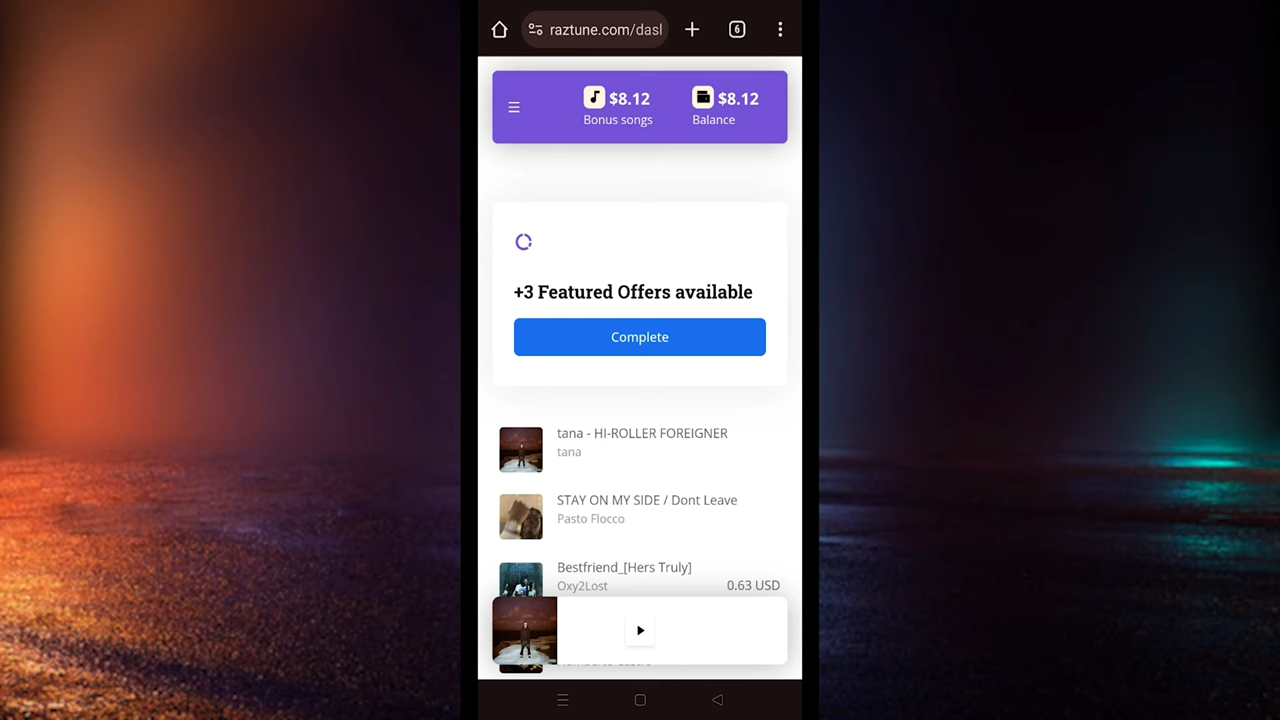 raztune.com/dasl
6
$8.12
Bonus songs
$8.12
Balance
+3 Featured Offers available
Complete
tana - HI-ROLLER FOREIGNER
tana
STAY ON MY SIDE / Dont Leave
Pasto Flocco
Bestfriend_[Hers Truly]
Oxy2Lost
0.63 USD